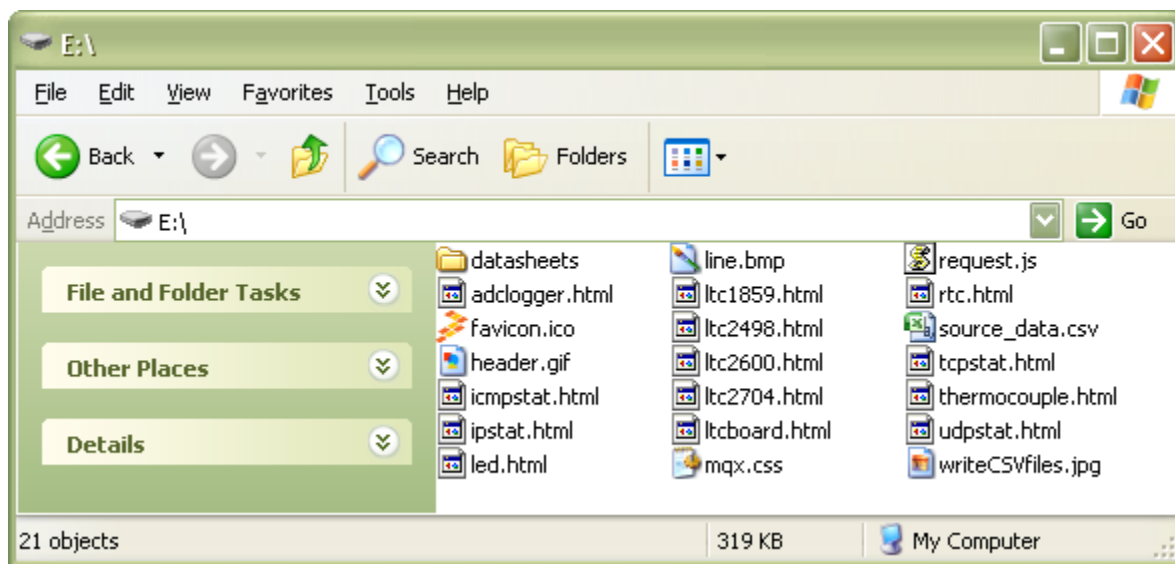 E:\
File Edit View Favorites Tools Help
Back Search Folders
Address E:\ Go
File and Folder Tasks
Other Places
Details
datasheets
adclogger.html
favicon.ico
header.gif
icmpstat.html
ipstat.html
led.html
line.bmp
ltc1859.html
ltc2498.html
ltc2600.html
ltc2704.html
ltcboard.html
mqx.css
request.js
rtc.html
source_data.csv
tcpstat.html
thermocouple.html
udpstat.html
writeCSVfiles.jpg
21 objects 319 KB My Computer